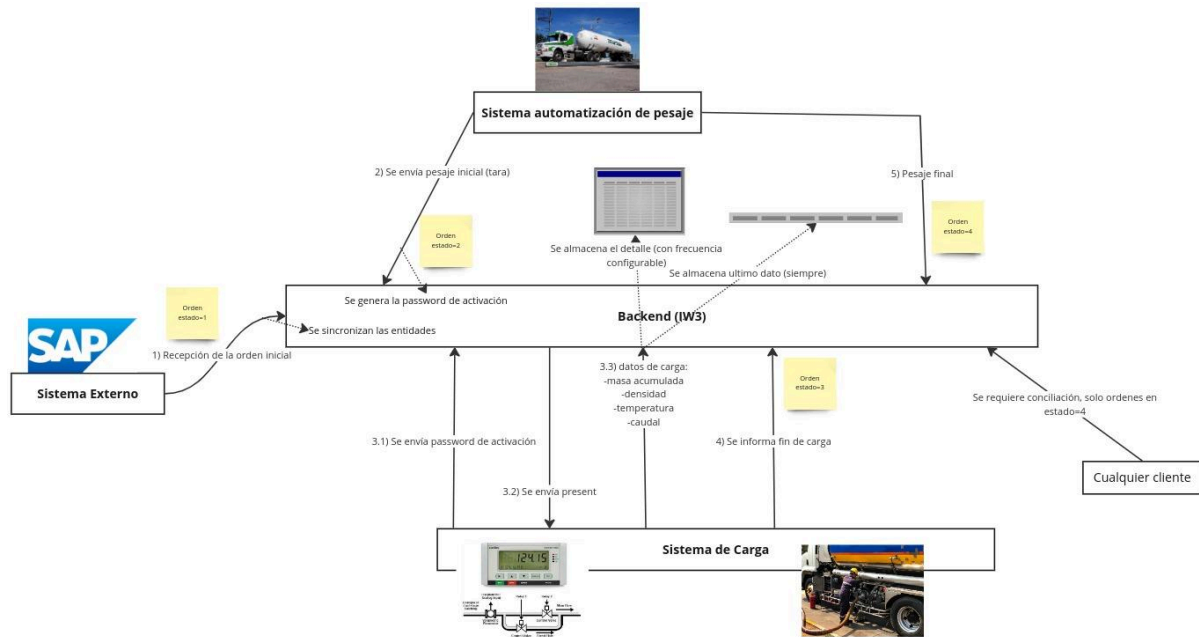 Sistema automatización de pesaje
2) Se envía pesaje inicial (tara)
5) Pesaje final
Orden
estado=2
Orden
estado=4
Se almacena el detalle (con frecuencia
configurable)
Se almacena ultimo dato (siempre)
Orden
estado=1
Se genera la password de activación
Backend (IW3)
Se sincronizan las entidades
SAP
1) Recepción de la orden inicial
Sistema Externo
3.3) datos de carga:
-masa acumulada
-densidad
-temperatura
-caudal
Orden
estado=3
Se requiere conciliación, solo ordenes en
estado=4
3.1) Se envía password de activación
4) Se informa fin de carga
Cualquier cliente
3.2) Se envía present
Sistema de Carga
124.15